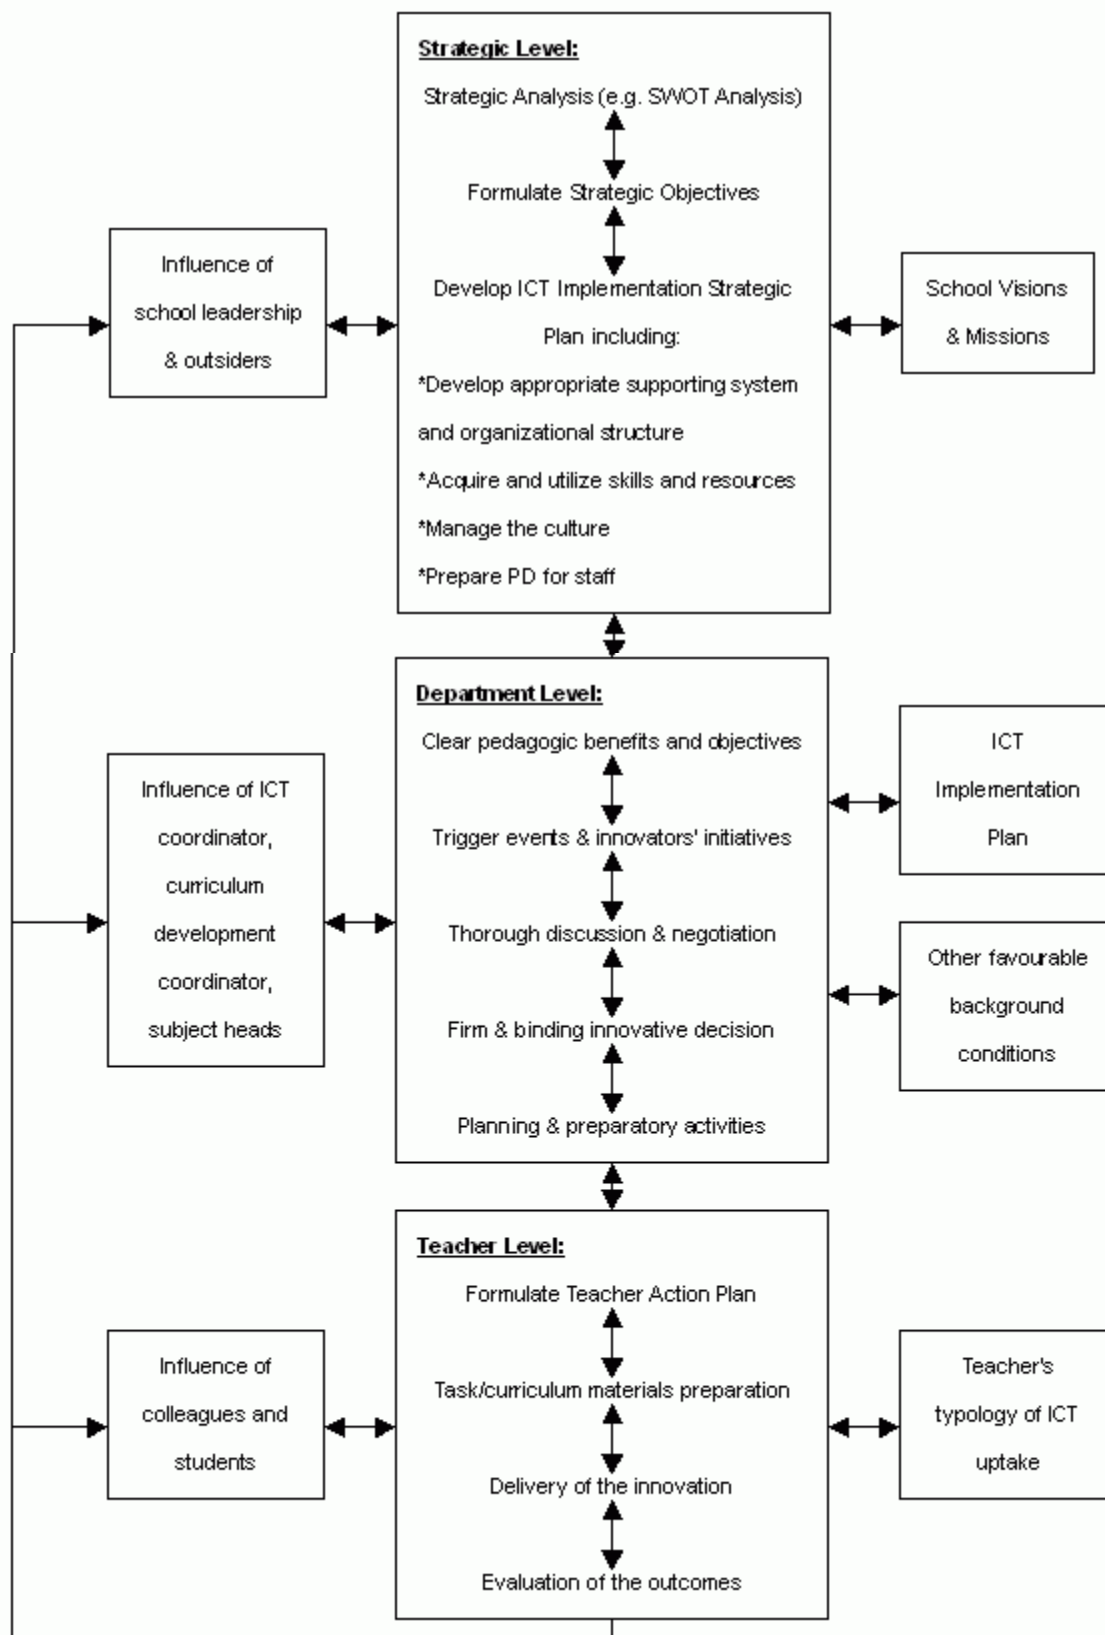 Strategic Level:
Strategic Analysis (e.g. SWOT Analysis)
Formulate Strategic Objectives
Develop ICT Implementation Strategic
Plan including:
*Develop appropriate supporting system
and organizational structure
*Acquire and utilize skills and resources
*Manage the culture
*Prepare PD for staff
Influence of
school leadership
& outsiders
School Visions
& Missions
Department Level:
Clear pedagogic benefits and objectives
Trigger events & innovators' initiatives
Thorough discussion & negotiation
Firm & binding innovative decision
Planning & preparatory activities
Influence of ICT
coordinator,
curriculum
development
coordinator,
subject heads
ICT
Implementation
Plan
Other favourable
background
conditions
Teacher Level:
Formulate Teacher Action Plan
Task/curriculum materials preparation
Delivery of the innovation
Evaluation of the outcomes
Influence of
colleagues and
students
Teacher's
typology of ICT
uptake